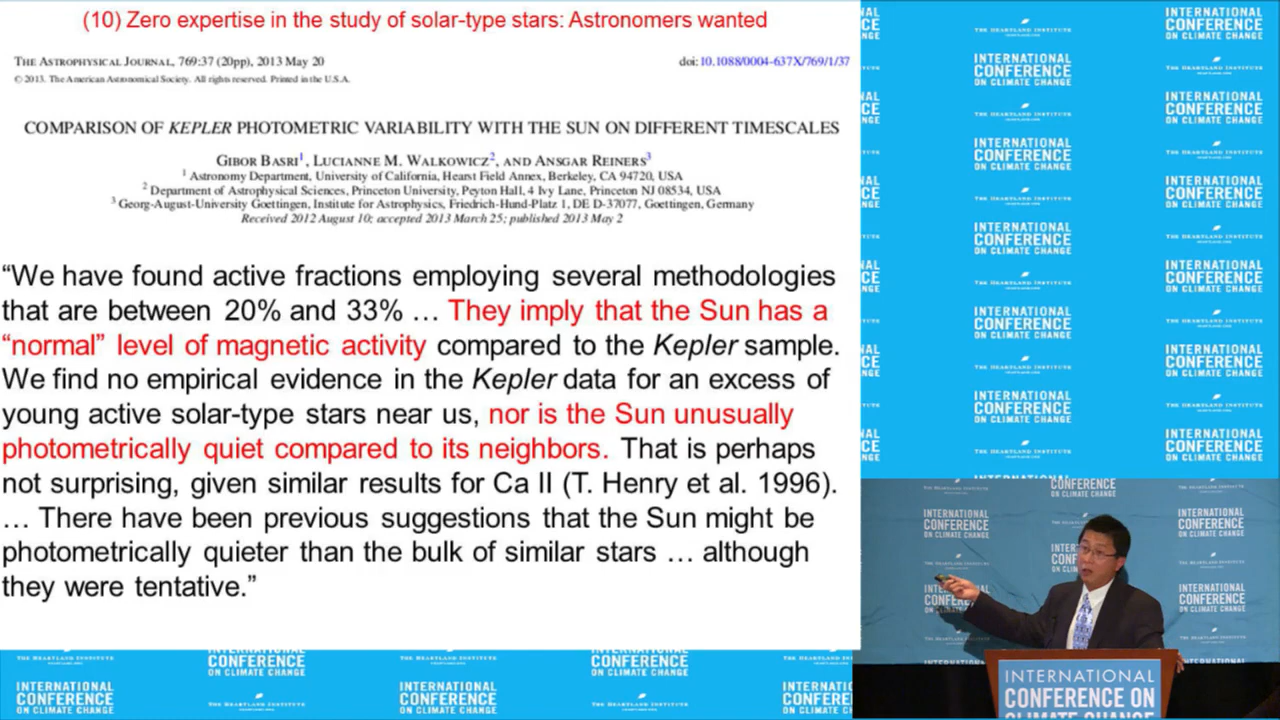 (10) Zero expertise in the study of solar-type stars: Astronomers wanted
THE ASTROPHYSICAL JOURNAL, 769:37 (20pp), 2013 May 20
doi:10.1088/0004-637X/769/1/37
© 2013. The American Astronomical Society. All rights reserved. Printed in the U.S.A.
COMPARISON OF KEPLER PHOTOMETRIC VARIABILITY WITH THE SUN ON DIFFERENT TIMESCALES
GIBOR BASRI1, LUCIANNE M. WALKOWICZ2, AND ANSGAR REINERS3
1 Astronomy Department, University of California, Hearst Field Annex, Berkeley, CA 94720, USA
2 Department of Astrophysical Sciences, Princeton University, Peyton Hall, 4 Ivy Lane, Princeton NJ 08534, USA
3 Georg-August-University Goettingen, Institute for Astrophysics, Friedrich-Hund-Platz 1, DE D-37077, Goettingen, Germany
Received 2012 August 10; accepted 2013 March 25; published 2013 May 2
“We have found active fractions employing several methodologies
that are between 20% and 33% … They imply that the Sun has a
“normal” level of magnetic activity compared to the Kepler sample.
We find no empirical evidence in the Kepler data for an excess of
young active solar-type stars near us, nor is the Sun unusually
photometrically quiet compared to its neighbors. That is perhaps
not surprising, given similar results for Ca II (T. Henry et al. 1996).
… There have been previous suggestions that the Sun might be
photometrically quieter than the bulk of similar stars … although
they were tentative.”
THE HEARTLAND INSTITUTE
INTERNATIONAL
CONFERENCE
ON CLIMATE CHANGE
INTERNATIONAL
CONFERENCE ON
CLIMATE CHANGE